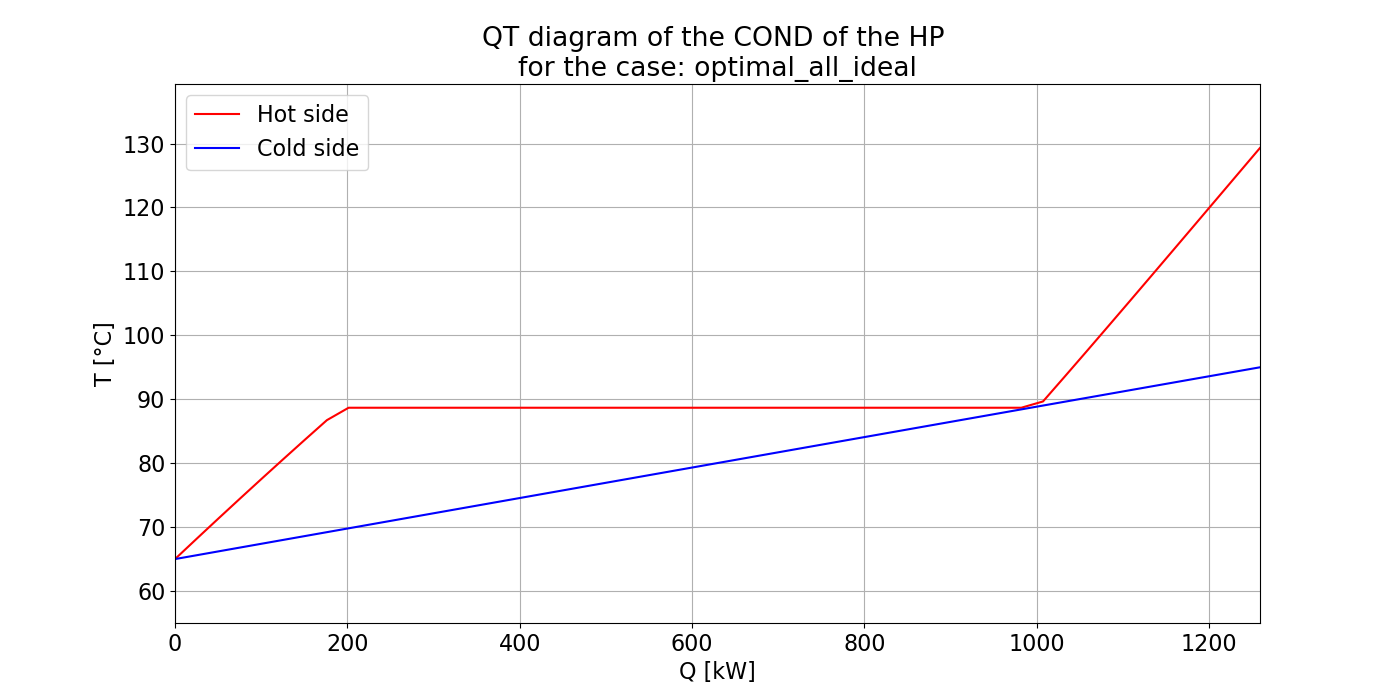 QT diagram of the COND of the HP
for the case: optimal_all_ideal
Hot side
Cold side
130
120
110
100
90
80
70
60
T [°C]
0 200 400 600 800 1000 1200
Q [kW]